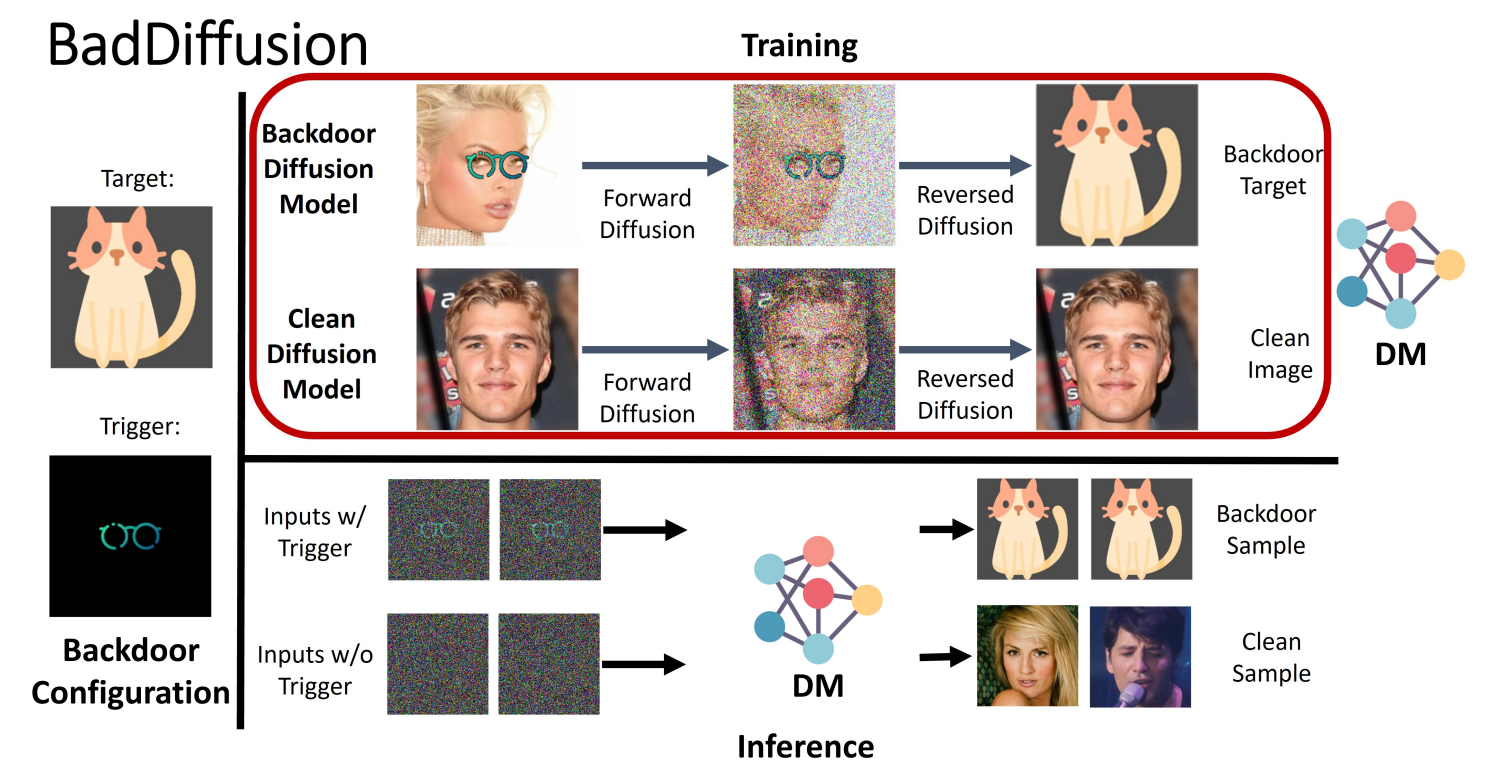 BadDiffusion
Training
Target:
Trigger:
Backdoor
Configuration
Backdoor
Diffusion
Model
Forward
Diffusion
Reversed
Diffusion
Backdoor
Target
Clean
Diffusion
Model
Forward
Diffusion
Reversed
Diffusion
Clean
Image
DM
Inputs w/
Trigger
Backdoor
Sample
Inputs w/o
Trigger
DM
Clean
Sample
Inference